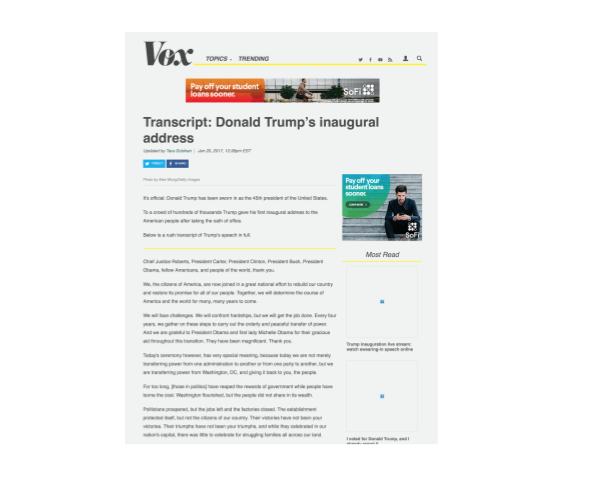 Vox
TOPICS
TRENDING
Pay off your student
loans sooner.
SoFi
Transcript: Donald Trump's inaugural
address
Updated by Tara Golshan | Jan 20, 2017, 12:28pm EST
TWEET
SHARE
Photo by Alex Wong/Getty Images
It's official: Donald Trump has been sworn in as the 45th president of the United States.
To a crowd of hundreds of thousands Trump gave his first inaugural address to the
American people after taking the oath of office.
Below is a rush transcript of Trump's speech in full.
Pay off your
student loans
sooner.
SoFi
Most Read
Chief Justice Roberts, President Carter, President Clinton, President Bush, President
Obama, fellow Americans, and people of the world, thank you.
We, the citizens of America, are now joined in a great national effort to rebuild our country
and restore its promise for all of our people. Together, we will determine the course of
America and the world for many, many years to come.
We will face challenges. We will confront hardships, but we will get the job done. Every four
years, we gather on these steps to carry out the orderly and peaceful transfer of power.
And we are grateful to President Obama and first lady Michelle Obama for their gracious
aid throughout this transition. They have been magnificent. Thank you.
Today's ceremony however, has very special meaning, because today we are not merely
transferring power from one administration to another or from one party to another, but we
are transferring power from Washington, DC, and giving it back to you, the people.
For too long, [those in politics] have reaped the rewards of government while people have
borne the cost. Washington flourished, but the people did not share in its wealth.
Politicians prospered, but the jobs left and the factories closed. The establishment
protected itself, but not the citizens of our country. Their victories have not been your
victories. Their triumphs have not been your triumphs, and while they celebrated in our
nation's capital, there was little to celebrate for struggling families all across our land.
Trump inauguration live stream:
watch swearing-in speech online
I voted for Donald Trump, and I